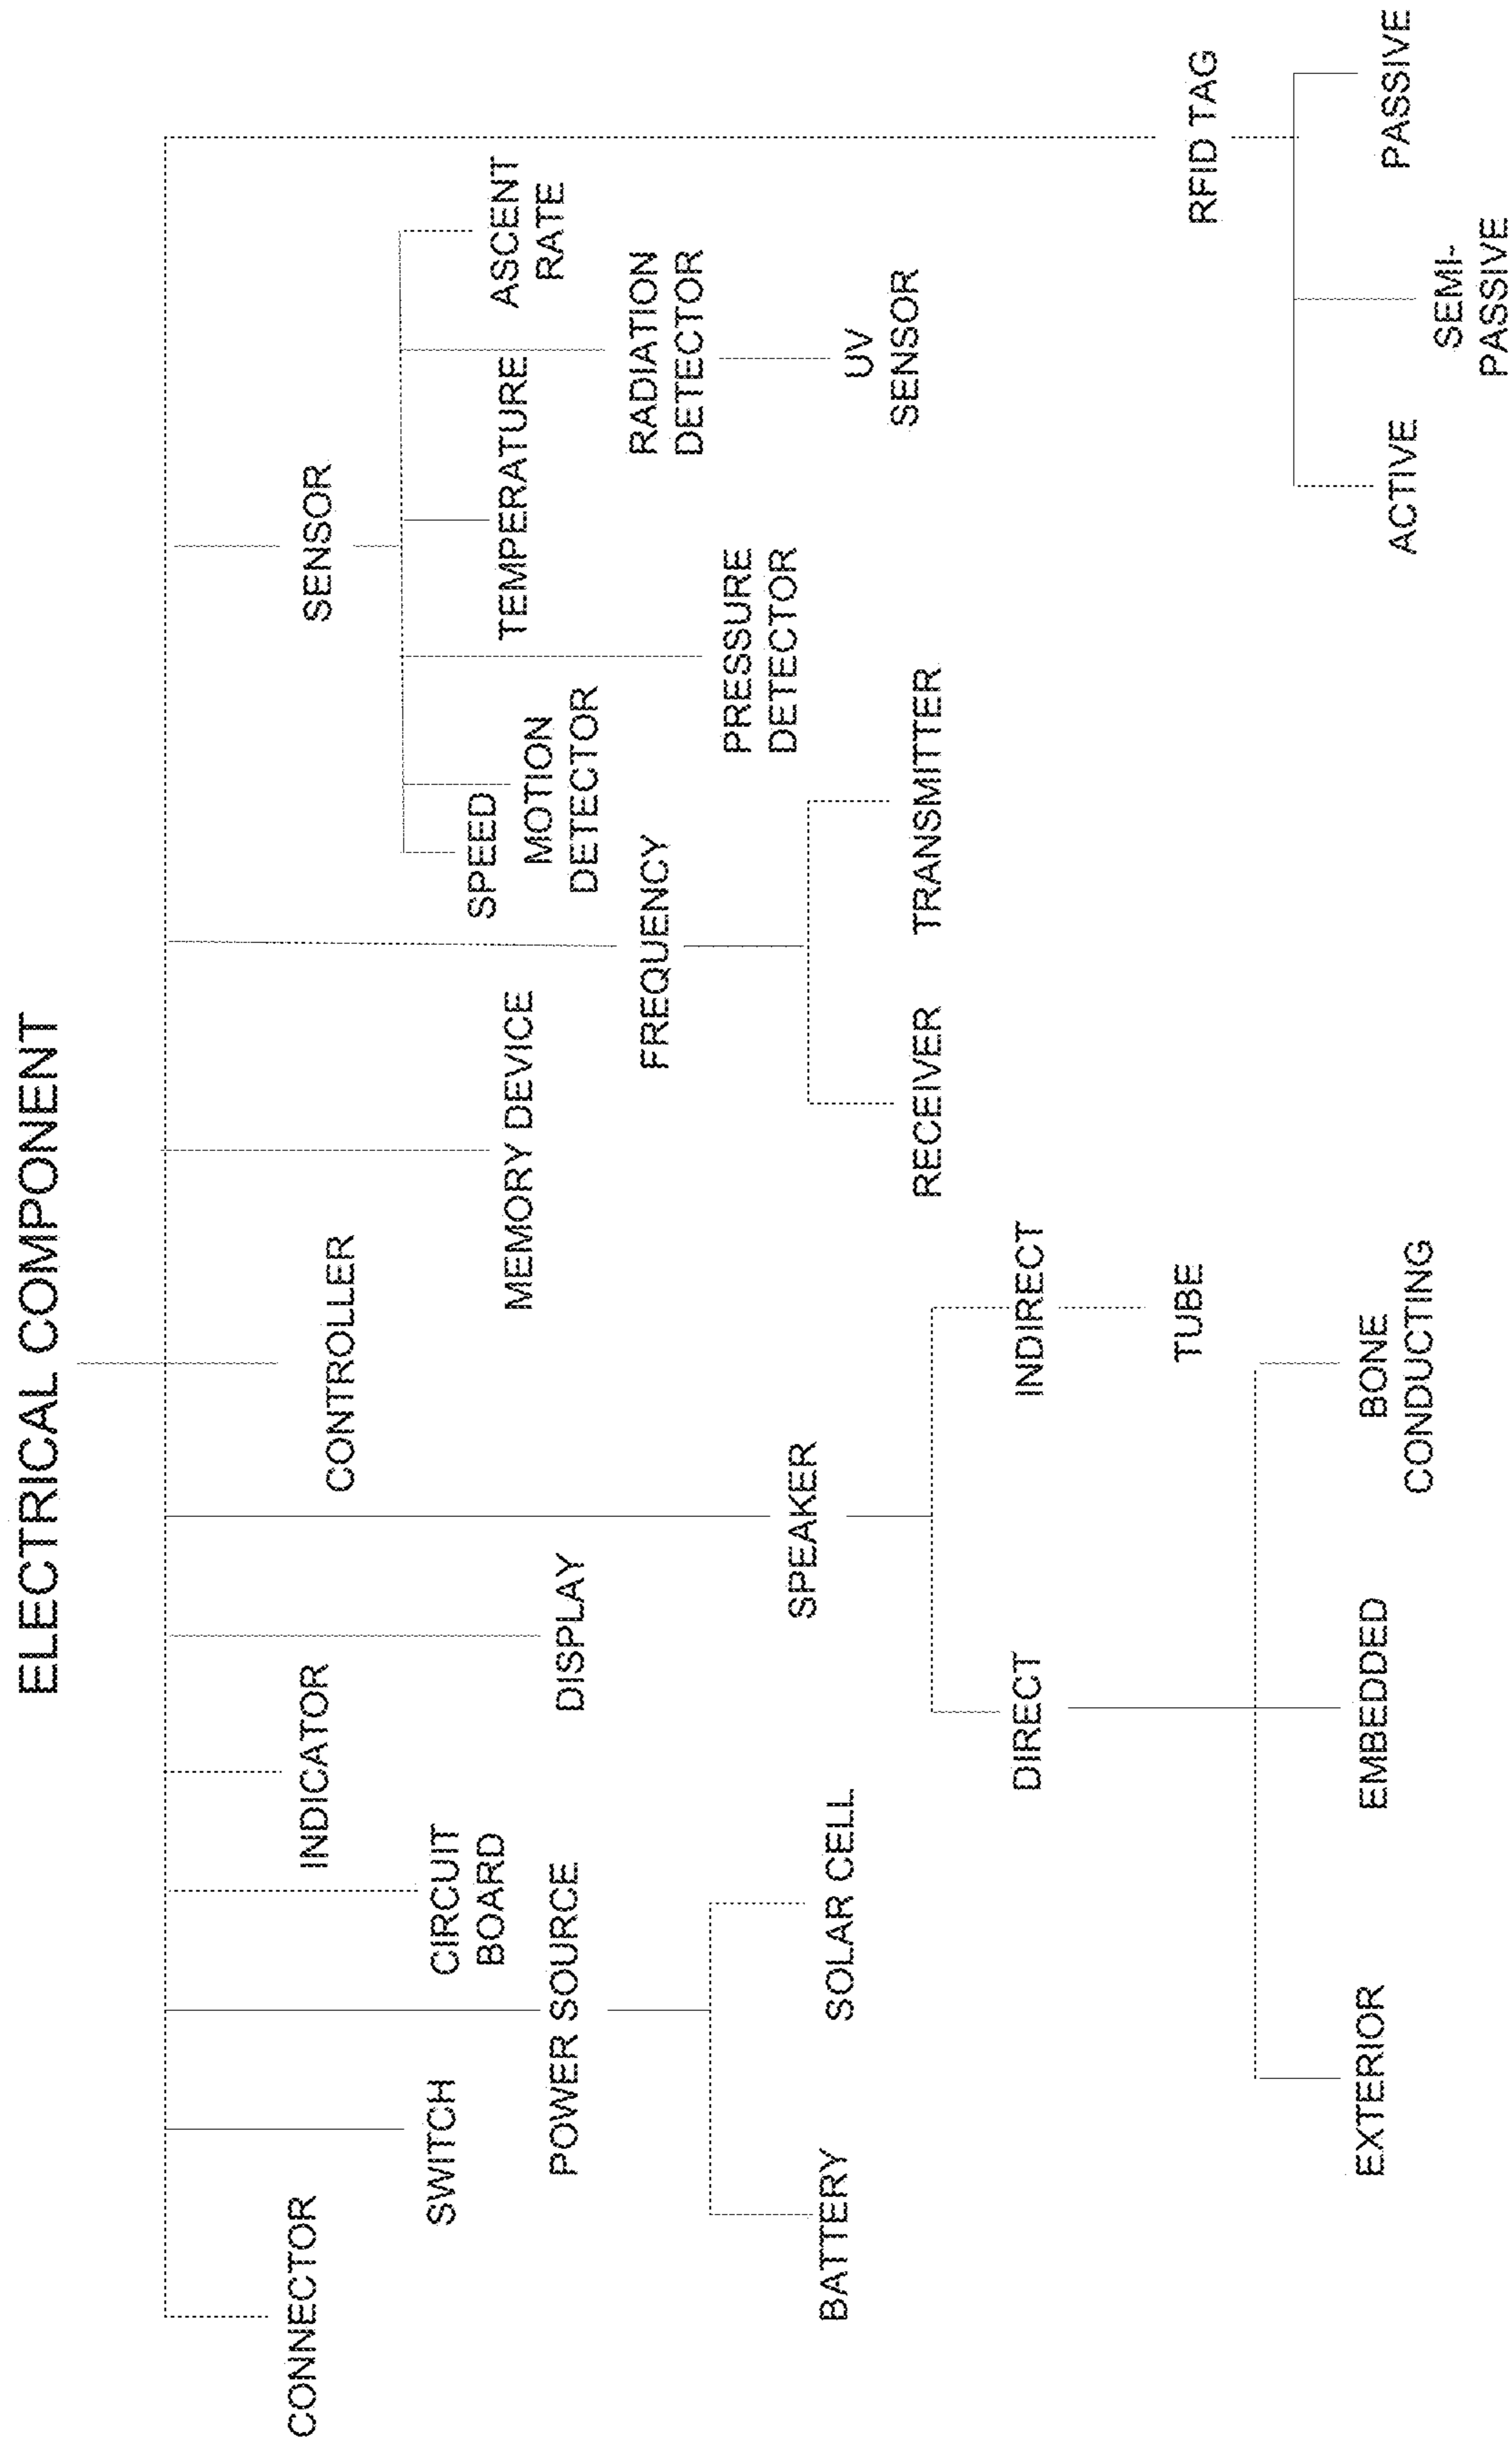 ELECTRICAL COMPONENT
CONNECTOR
SWITCH
POWER SOURCE
BATTERY
SOLAR CELL
CIRCUIT
BOARD
INDICATOR
DISPLAY
SPEAKER
DIRECT
EXTERIOR
EMBEDDED
BONE
CONDUCTING
INDIRECT
TUBE
CONTROLLER
MEMORY DEVICE
FREQUENCY
RECEIVER
TRANSMITTER
SENSOR
SPEED
MOTION
DETECTOR
PRESSURE
DETECTOR
TEMPERATURE
RADIATION
DETECTOR
UV
SENSOR
ASCENT
RATE
RFID TAG
ACTIVE
SEMI-
PASSIVE
PASSIVE